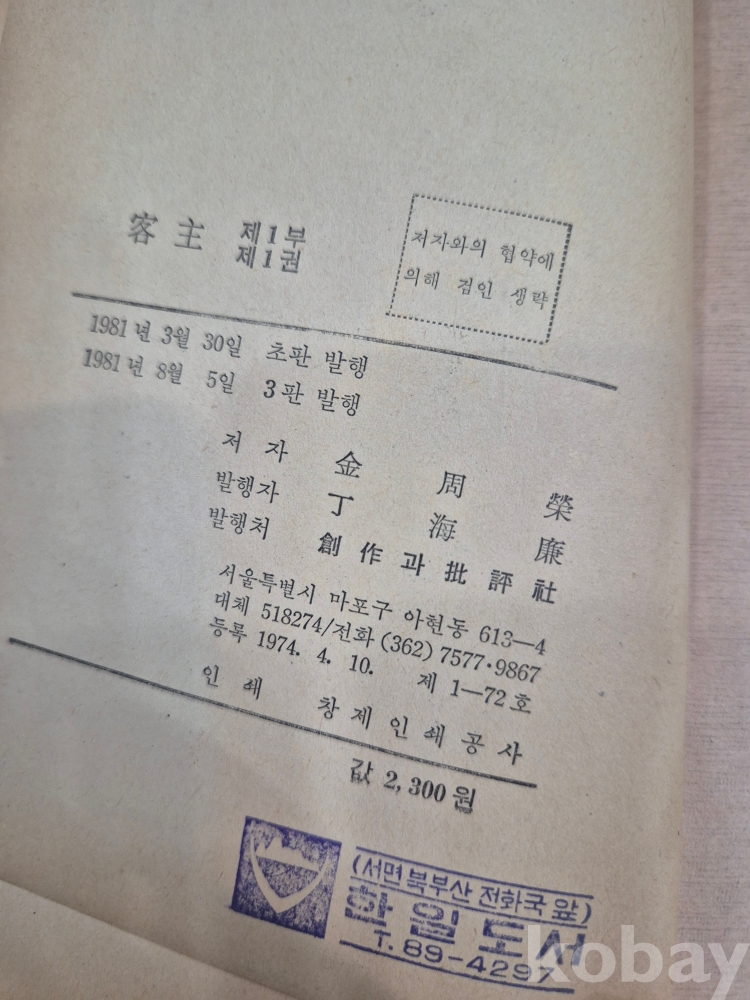 客主 제1부
제1권
저자와의 협약에
의해 검인 생략
1981년 3월 30일 초판 발행
1981년 8월 5일 3판 발행
저자 金周榮
발행자 丁海廉
발행처 創作과批評社
서울특별시 마포구 아현동 613—4
대체 518274/전화 (362) 7577·9867
등록 1974. 4. 10. 제 1—72호
인쇄 창제인쇄공사
값 2,300원
(서면 북부산 전화국 앞)
한일도서
T. 89-4297
kobay